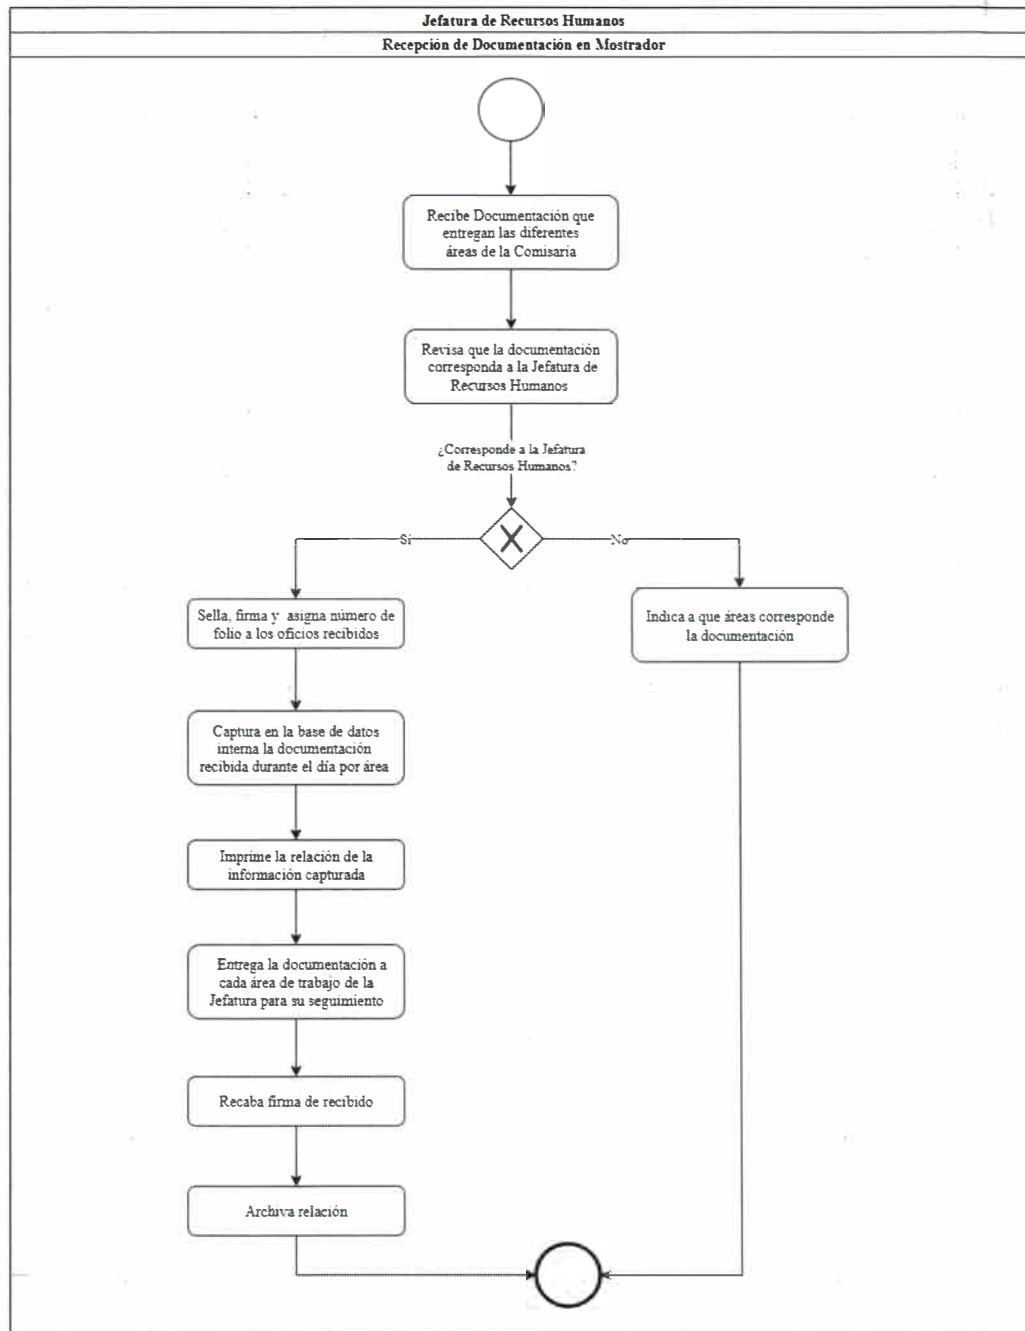 Jefatura de Recursos Humanos
Recepción de Documentación en Mostrador
Recibe Documentación que
entregan las diferentes
áreas de la Comisaría
Revisa que la documentación
corresponda a la Jefatura de
Recursos Humanos
¿Corresponde a la Jefatura
de Recursos Humanos?
Si
No
Sella, firma y asigna número de
folio a los oficios recibidos
Indica a que áreas corresponde
la documentación
Captura en la base de datos
interna la documentación
recibida durante el día por área
Imprime la relación de la
información capturada
Entrega la documentación a
cada área de trabajo de la
Jefatura para su seguimiento
Recaba firma de recibido
Archiva relación